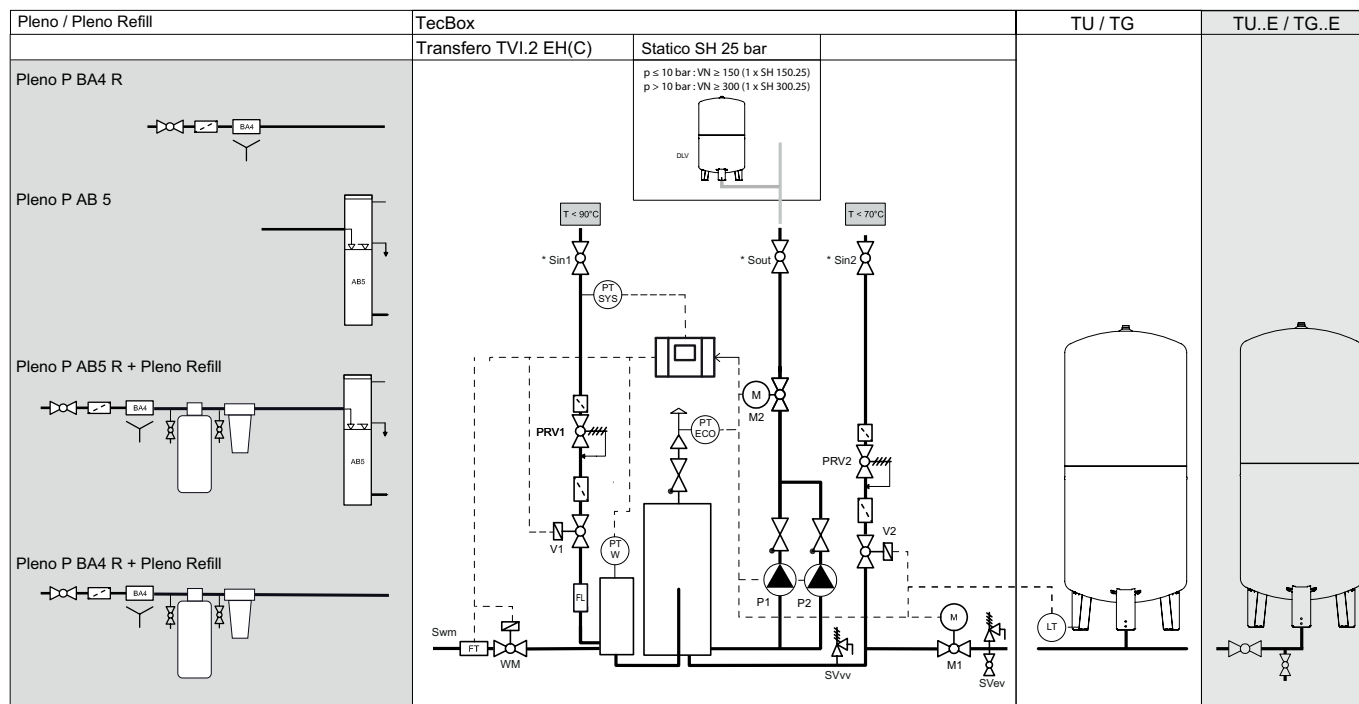 Pleno / Pleno Refill
TecBox
TU / TG
TU..E / TG..E
Transfero TVI.2 EH(C)
Statico SH 25 bar
p ≤ 10 bar : VN ≥ 150 (1 x SH 150.25)
p > 10 bar : VN ≥ 300 (1 x SH 300.25)
DLV
Pleno P BA4 R
BA4
Pleno P AB 5
AB5
Pleno P AB5 R + Pleno Refill
BA4
AB5
Pleno P BA4 R + Pleno Refill
BA4
T < 90°C
T < 70°C
* Sin1
* Sout
* Sin2
PT
SYS
M
M2
PRV1
PT
ECO
PRV2
V1
PT
W
V2
FL
P1
P2
Swm
FT
WM
SVvv
M
M1
SVev
LT